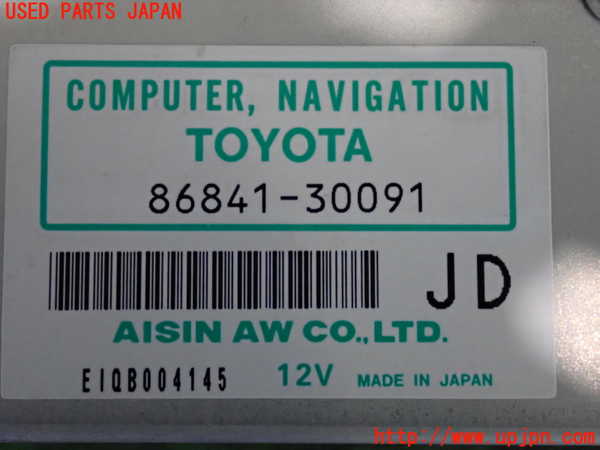 USED PARTS JAPAN
COMPUTER, NAVIGATION
TOYOTA
86841-30091
JD
AISIN AW CO.,LTD.
EIQB004145 12V MADE IN JAPAN
http://www.upjpn.com